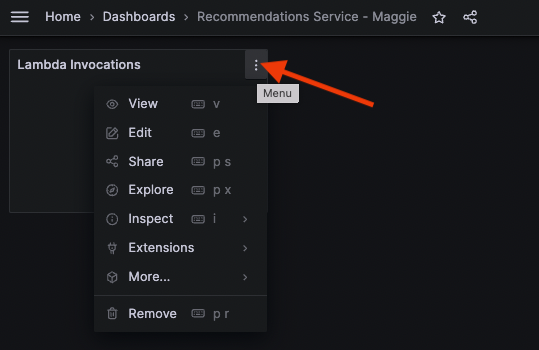 Home > Dashboards > Recommendations Service - Maggie
Lambda Invocations
Menu
View v
Edit e
Share p s
Explore p x
Inspect i >
Extensions >
More... >
Remove p r